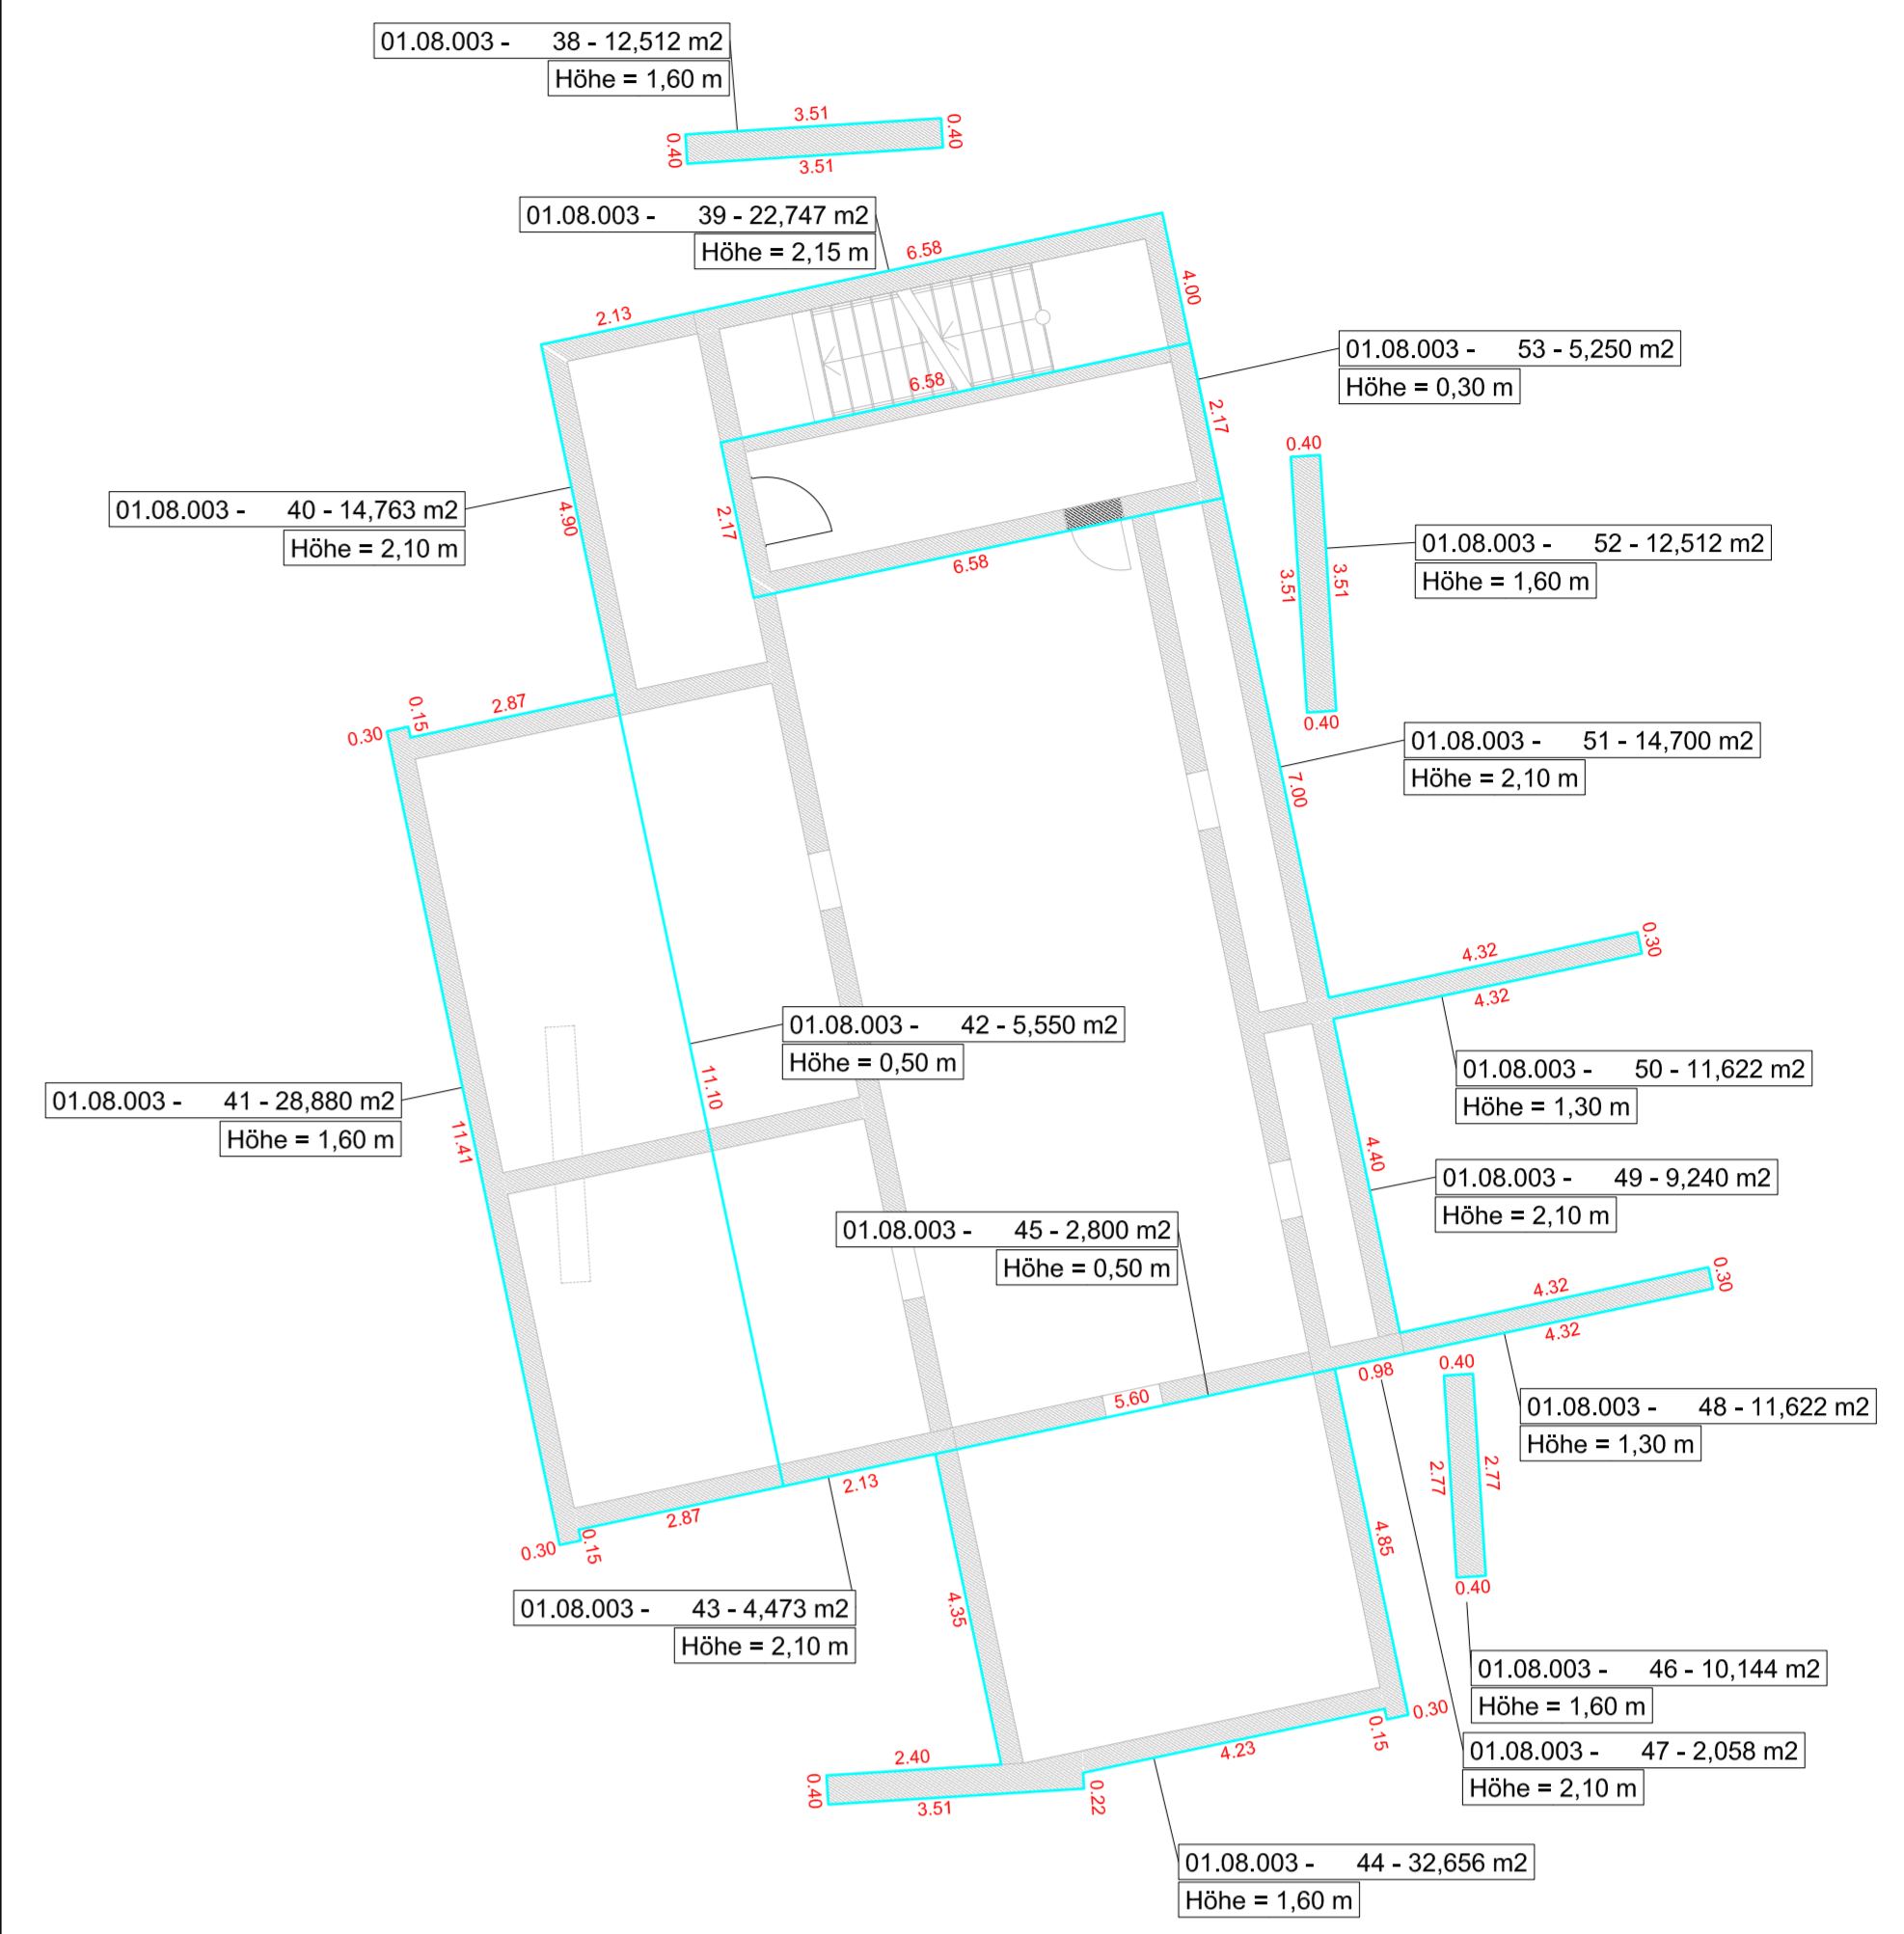 01.08.003 - 38 - 12,512 m2
Höhe = 1,60 m
3.51
0.40
0.40
3.51
01.08.003 - 39 - 22,747 m2
Höhe = 2,15 m
6.58
2.13
4.00
01.08.003 - 53 - 5,250 m2
Höhe = 0,30 m
6.58
2.17
0.40
01.08.003 - 40 - 14,763 m2
Höhe = 2,10 m
4.90
2.17
6.58
01.08.003 - 52 - 12,512 m2
Höhe = 1,60 m
3.51
3.51
0.40
2.87
0.15
0.30
01.08.003 - 51 - 14,700 m2
Höhe = 2,10 m
7.00
4.32
0.30
4.32
01.08.003 - 42 - 5,550 m2
Höhe = 0,50 m
11.10
01.08.003 - 50 - 11,622 m2
Höhe = 1,30 m
01.08.003 - 41 - 28,880 m2
Höhe = 1,60 m
11.41
4.40
01.08.003 - 49 - 9,240 m2
Höhe = 2,10 m
01.08.003 - 45 - 2,800 m2
Höhe = 0,50 m
4.32
0.30
4.32
0.98
0.40
5.60
01.08.003 - 48 - 11,622 m2
Höhe = 1,30 m
2.77
2.77
2.13
2.87
0.30
0.15
4.85
0.40
01.08.003 - 43 - 4,473 m2
Höhe = 2,10 m
4.35
01.08.003 - 46 - 10,144 m2
Höhe = 1,60 m
0.30
0.15
4.23
01.08.003 - 47 - 2,058 m2
Höhe = 2,10 m
2.40
0.40
3.51
0.22
01.08.003 - 44 - 32,656 m2
Höhe = 1,60 m